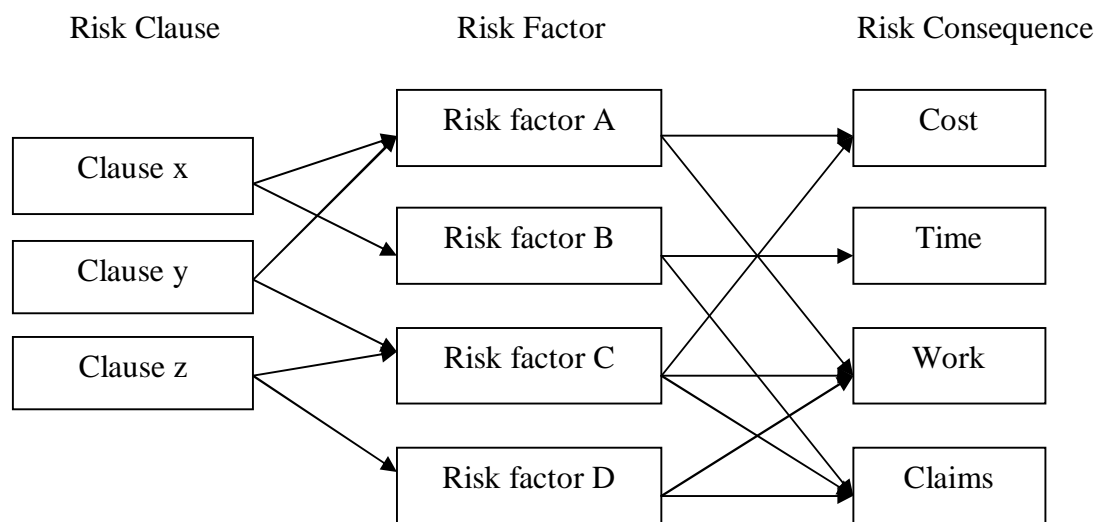 Risk Clause
Risk Factor
Risk Consequence
Risk factor A
Cost
Clause x
Risk factor B
Time
Clause y
Risk factor C
Work
Clause z
Risk factor D
Claims